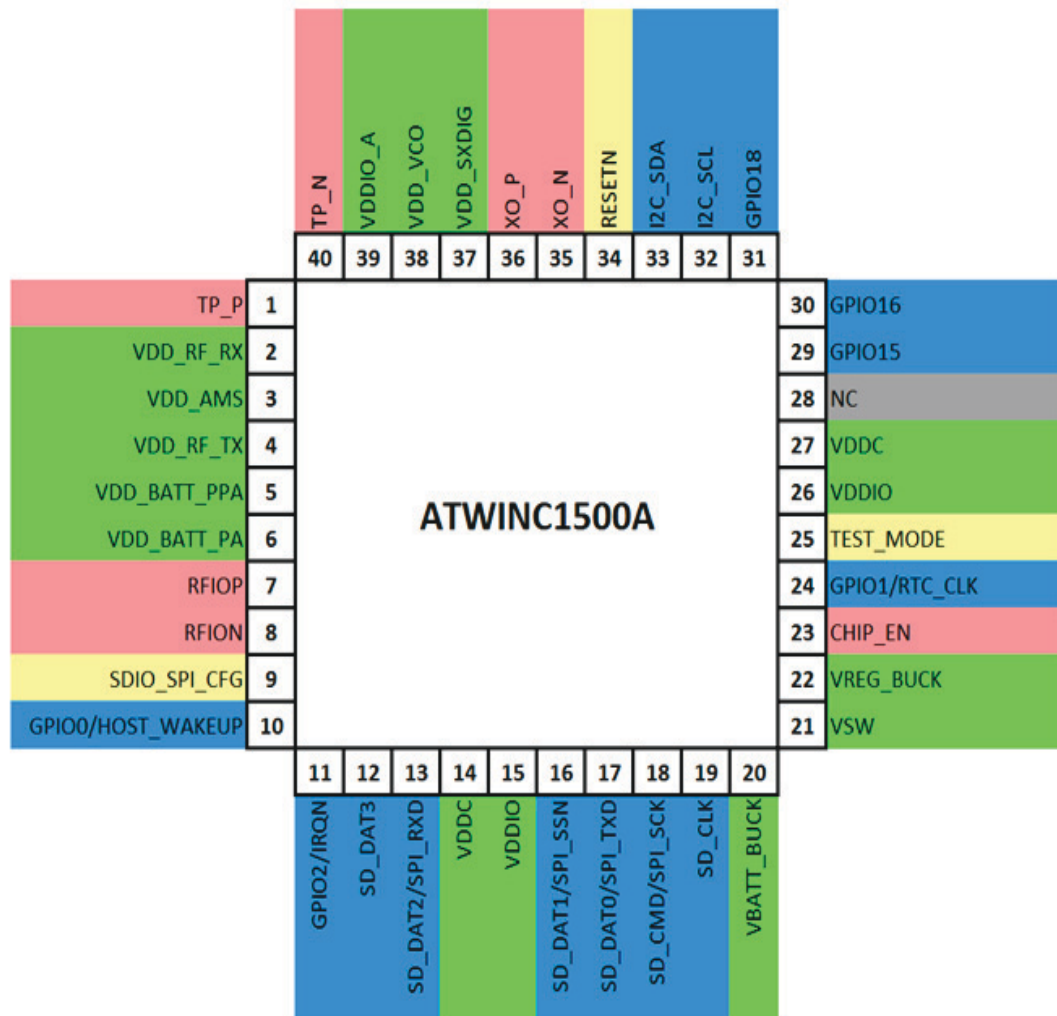 TP_N
VDDIO_A
VDD_VCO
VDD_SXDIG
XO_P
XO_N
RESETN
I2C_SDA
I2C_SCL
GPIO18
40 39 38 37 36 35 34 33 32 31
TP_P 1
VDD_RF_RX 2
VDD_AMS 3
VDD_RF_TX 4
VDD_BATT_PPA 5
VDD_BATT_PA 6
RFIOP 7
RFION 8
SDIO_SPI_CFG 9
GPIO0/HOST_WAKEUP 10
ATWINC1500A
30 GPIO16
29 GPIO15
28 NC
27 VDDC
26 VDDIO
25 TEST_MODE
24 GPIO1/RTC_CLK
23 CHIP_EN
22 VREG_BUCK
21 VSW
11 12 13 14 15 16 17 18 19 20
GPIO2/IRQN
SD_DAT3
SD_DAT2/SPI_RXD
VDDC
VDDIO
SD_DAT1/SPI_SSN
SD_DAT0/SPI_TXD
SD_CMD/SPI_SCK
SD_CLK
VBATT_BUCK